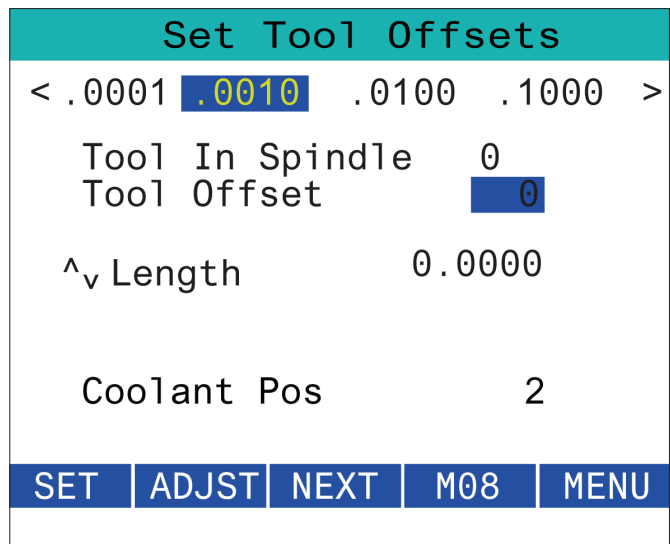 Set Tool Offsets
< .0001 .0010 .0100 .1000 >
Tool In Spindle 0
Tool Offset 0
^v Length 0.0000
Coolant Pos 2
SET ADJST NEXT M08 MENU